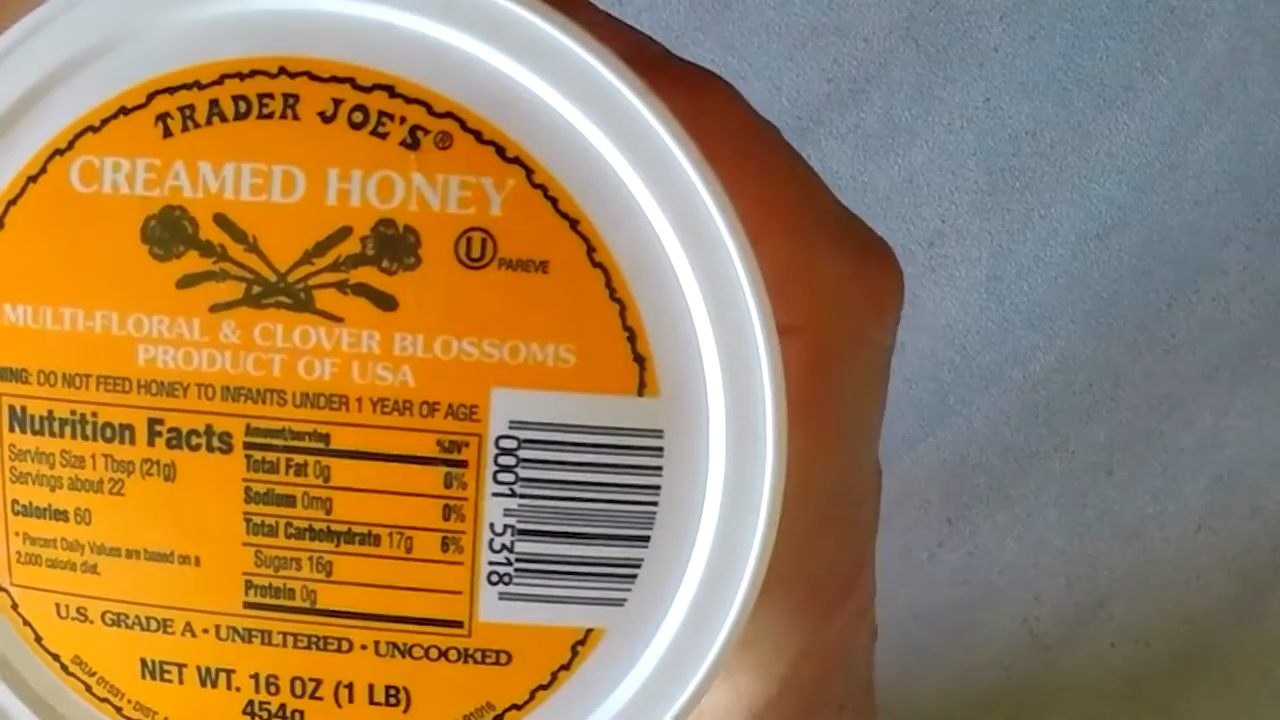 TRADER JOE'S®
CREAMED HONEY
U PAREVE
MULTI-FLORAL & CLOVER BLOSSOMS
PRODUCT OF USA
NING: DO NOT FEED HONEY TO INFANTS UNDER 1 YEAR OF AGE.
Nutrition Facts
Serving Size 1 Tbsp (21g)
Servings about 22
Calories 60
* Percent Daily Values are based on a
2,000 calorie diet.
Amount/serving %DV*
Total Fat 0g 0%
Sodium 0mg 0%
Total Carbohydrate 17g 6%
Sugars 16g
Protein 0g
0001 5318
U.S. GRADE A • UNFILTERED • UNCOOKED
NET WT. 16 OZ (1 LB)
454g
SKU# 01531 • DIST.
91016